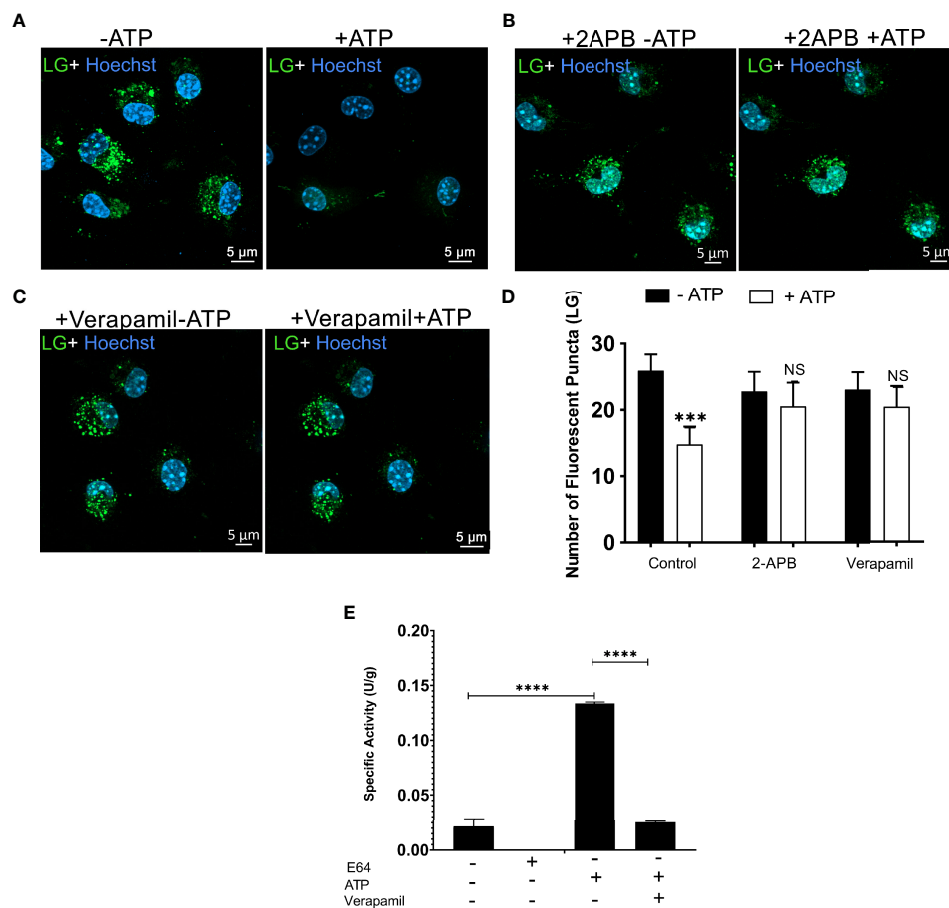 A
-ATP
+ATP
LG+ Hoechst
LG+ Hoechst
5 µm
5 µm
B
+2APB -ATP
+2APB +ATP
LG+ Hoechst
LG+ Hoechst
5 µm
5 µm
C
+Verapamil-ATP
+Verapamil+ATP
LG+ Hoechst
LG+ Hoechst
5 µm
5 µm
D
- ATP
+ ATP
Number of Fluorescent Puncta (LG)
30
20
10
0
***
NS
NS
Control
2-APB
Verapamil
E
Specific Activity (U/g)
0.20
0.15
0.10
0.05
0.00
****
****
E64 - + - -
ATP - - + +
Verapamil - - - +